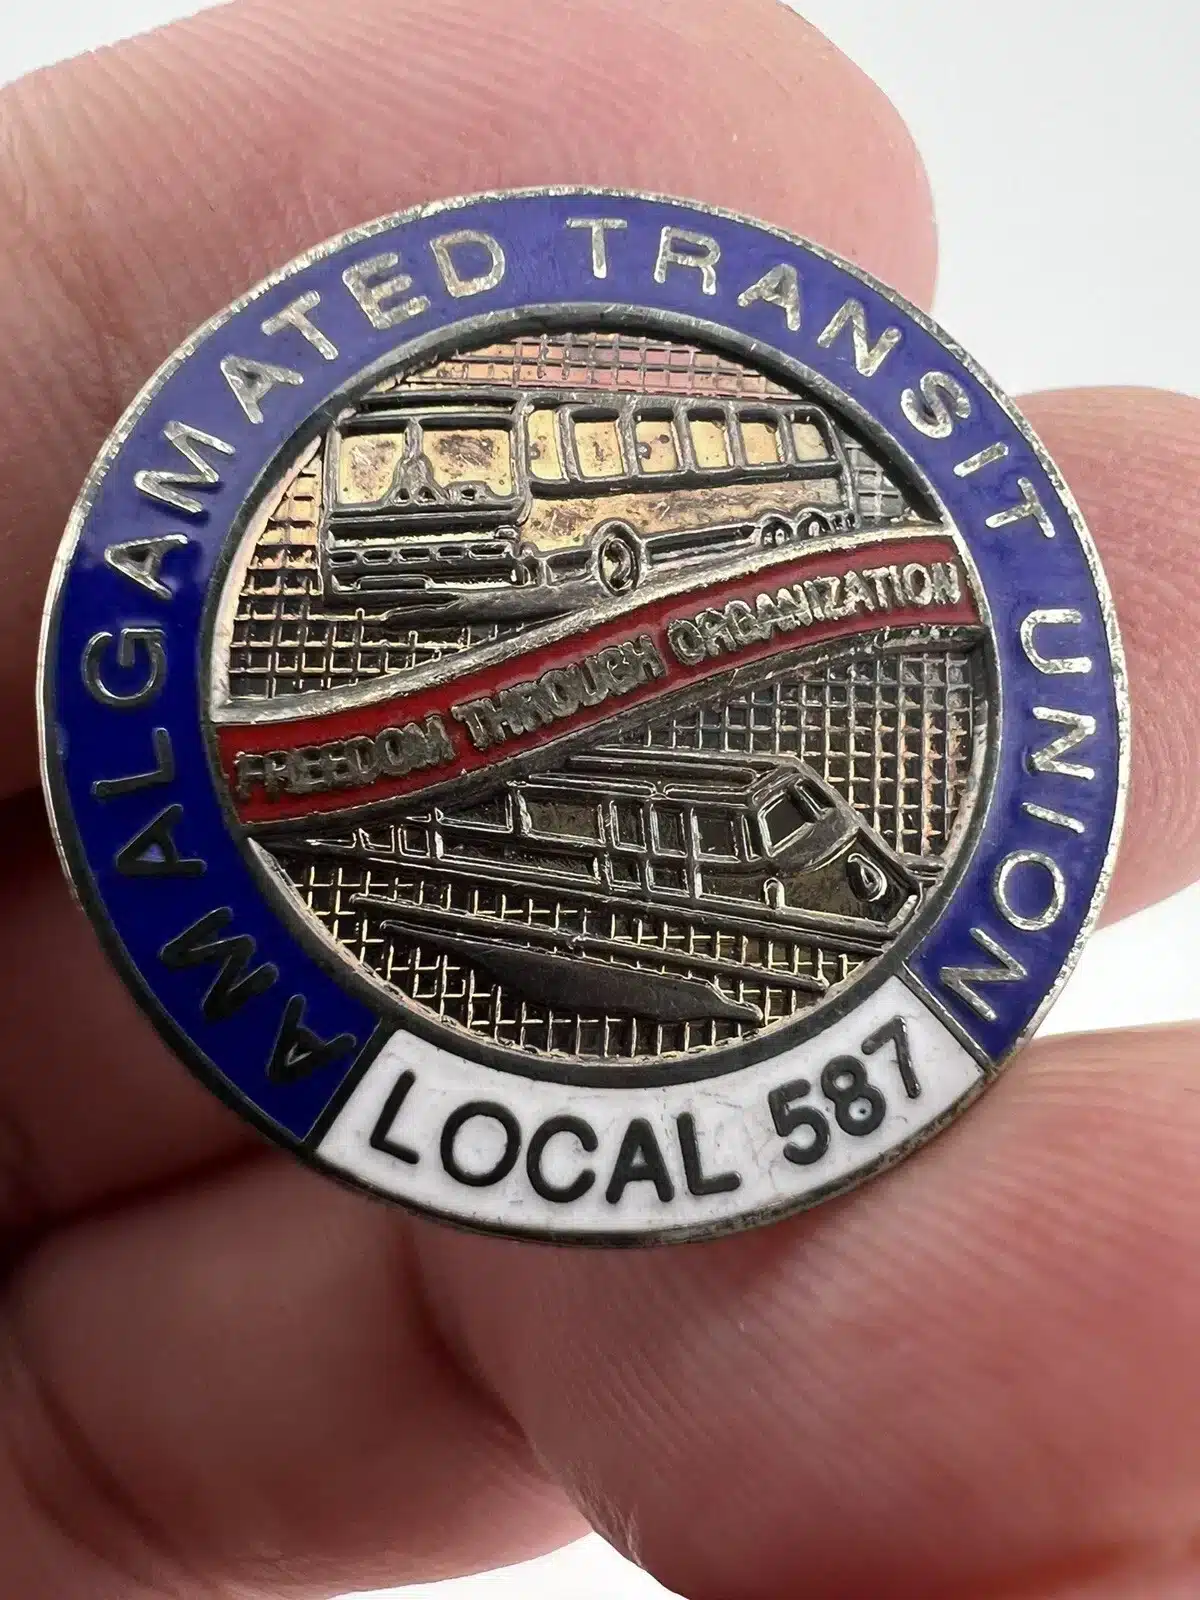 AMALGAMATED TRANSIT UNION
FREEDOM THROUGH ORGANIZATION
LOCAL 587